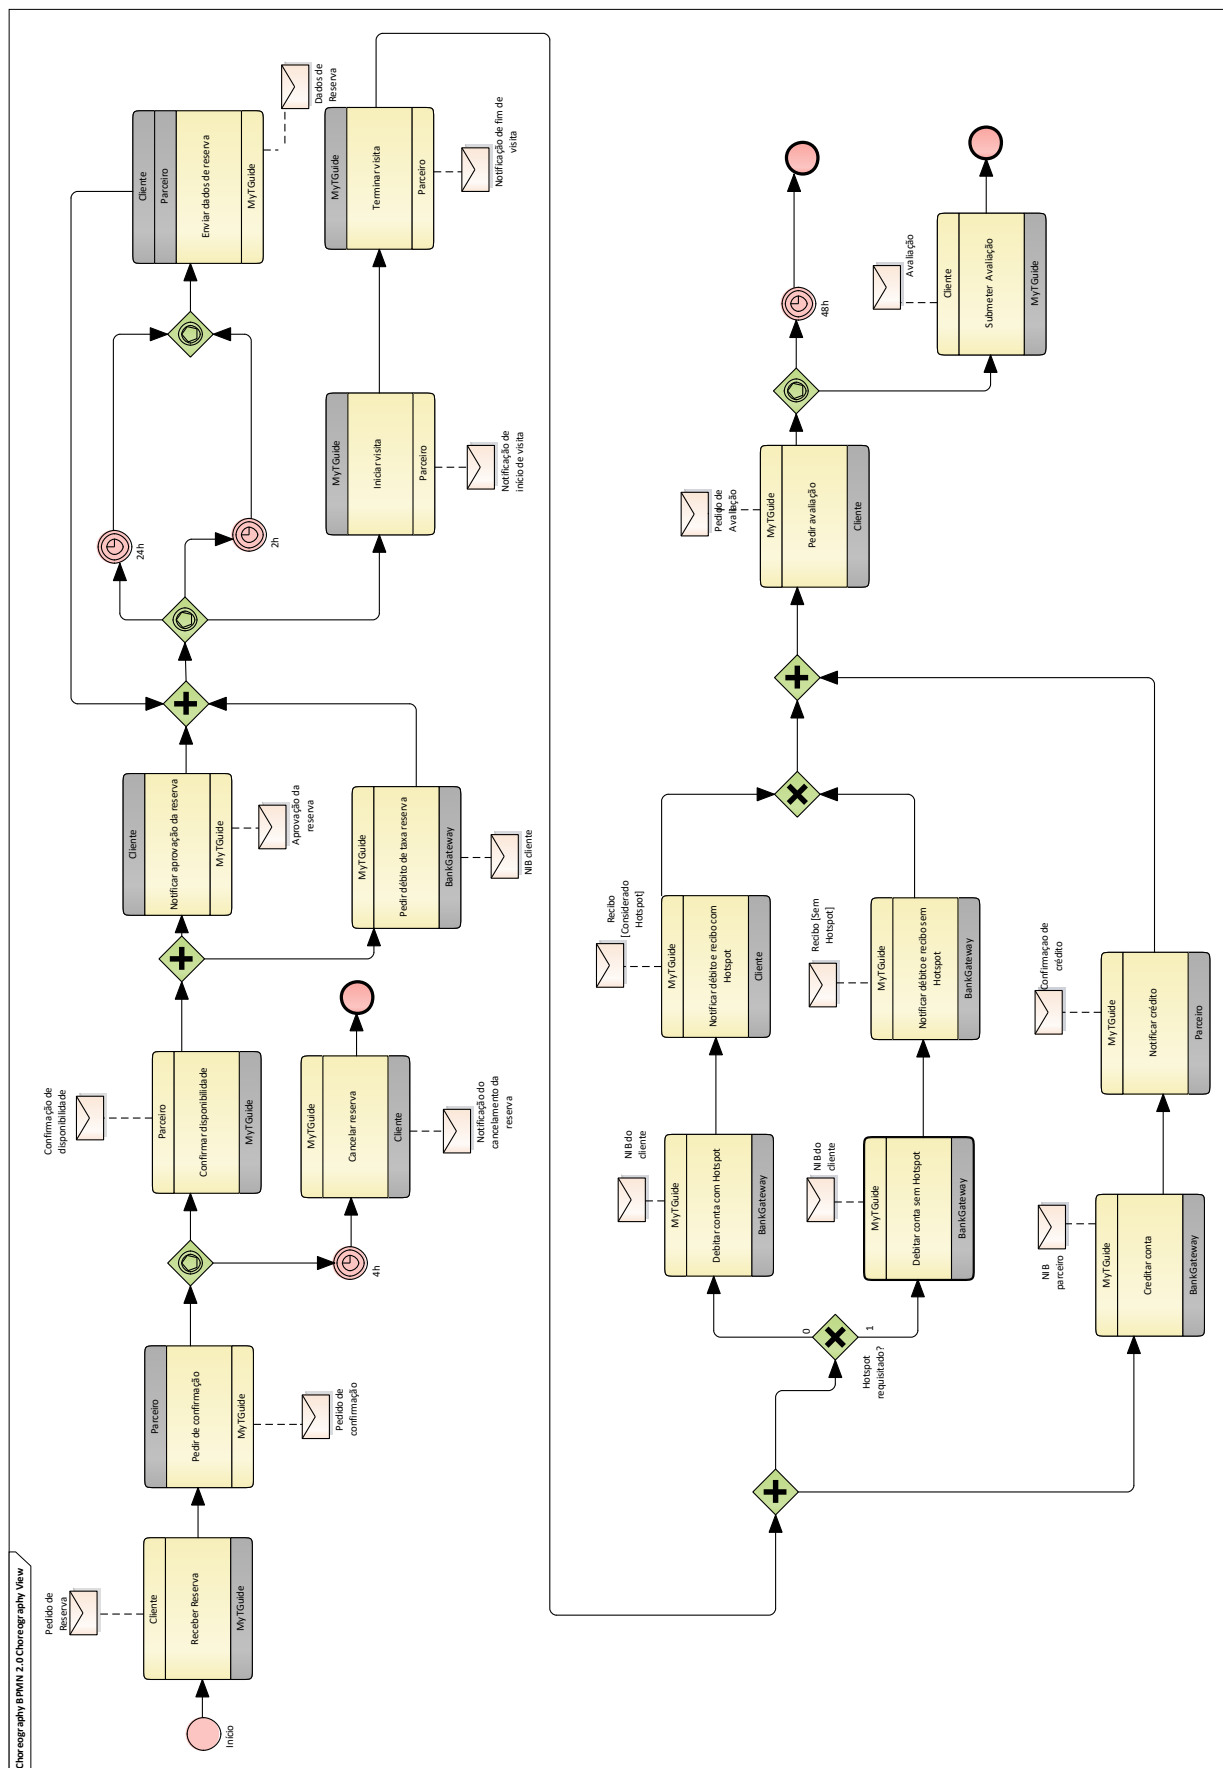 Choreography BPMN 2.0 Choreography View
Início
Pedido de
Reserva
Cliente
Receber Reserva
MyTGuide
Parceiro
Pedir de confirmação
MyTGuide
Pedido de
confirmação
4h
Confirmação de
disponibilidade
Parceiro
Confirmar disponibilidade
MyTGuide
MyTGuide
Cancelar reserva
Cliente
Notificação do
cancelamento da
reserva
Cliente
Notificar aprovação da reserva
MyTGuide
Aprovação da
reserva
MyTGuide
Pedir débito de taxa reserva
BankGateway
NIB cliente
24h
2h
Cliente
Parceiro
Enviar dados de reserva
MyTGuide
Dados de
Reserva
MyTGuide
Iniciar visita
Parceiro
Notificação de
início de visita
MyTGuide
Terminar visita
Parceiro
Notificação de fim de
visita
Hotspot
requisitado?
0
1
NIB do
cliente
MyTGuide
Debitar conta com Hotspot
BankGateway
NIB do
cliente
MyTGuide
Debitar conta sem Hotspot
BankGateway
NIB
parceiro
MyTGuide
Creditar conta
BankGateway
Recibo
[Considerado
Hotspot]
MyTGuide
Notificar débito e recibo com
Hotspot
Cliente
Recibo [Sem
Hotspot]
MyTGuide
Notificar débito e recibo sem
Hotspot
BankGateway
Confirmaçao de
crédito
MyTGuide
Notificar crédito
Parceiro
Pedido de
Avaliação
MyTGuide
Pedir avaliação
Cliente
48h
Avaliação
Cliente
Submeter Avaliação
MyTGuide